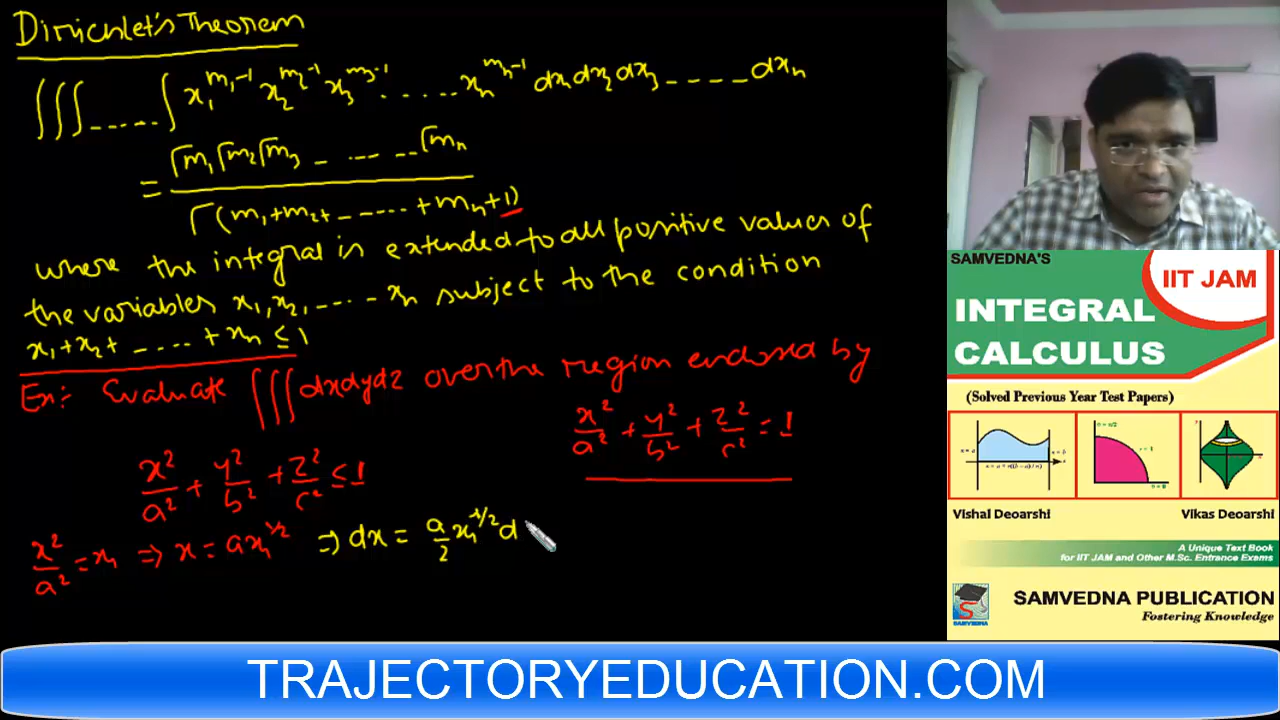 Dirichlet's Theorem
∫∫∫.....∫ x₁^(m₁-1) x₂^(m₂-1) x₃^(m₃-1) ...... xₙ^(mₙ-1) dx₁ dx₂ dx₃ ---- dxₙ
= (Γm₁ Γm₂ Γm₃ ------ Γmₙ) / (Γ(m₁+m₂+------+mₙ+1))
where the integral is extended to all positive values of
the variables x₁, x₂, ------ xₙ subject to the condition
x₁+x₂+ ----- + xₙ ≤ 1
Ex:- Evaluate ∫∫∫ dxdydz over the region enclosed by
x²/a² + y²/b² + z²/c² = 1
x²/a² + y²/b² + z²/c² ≤ 1
x²/a² = x₁ ⇒ x = a x₁^(1/2) ⇒ dx = a/2 x₁^(-1/2) d
SAMVEDNA'S
IIT JAM
INTEGRAL
CALCULUS
(Solved Previous Year Test Papers)
Vishal Deoarshi
Vikas Deoarshi
A Unique Text Book
for IIT JAM and Other M.Sc. Entrance Exams
S
SAMVEDNA
SAMVEDNA PUBLICATION
Fostering Knowledge
TRAJECTORYEDUCATION.COM